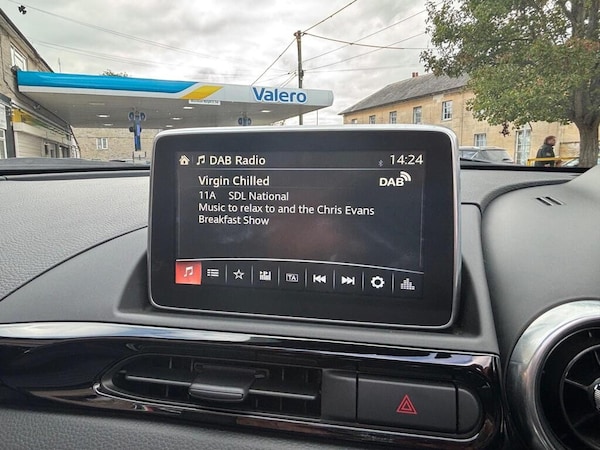 Valero
DAB Radio
14:24
Virgin Chilled
DAB
11A SDL National
Music to relax to and the Chris Evans
Breakfast Show
TA